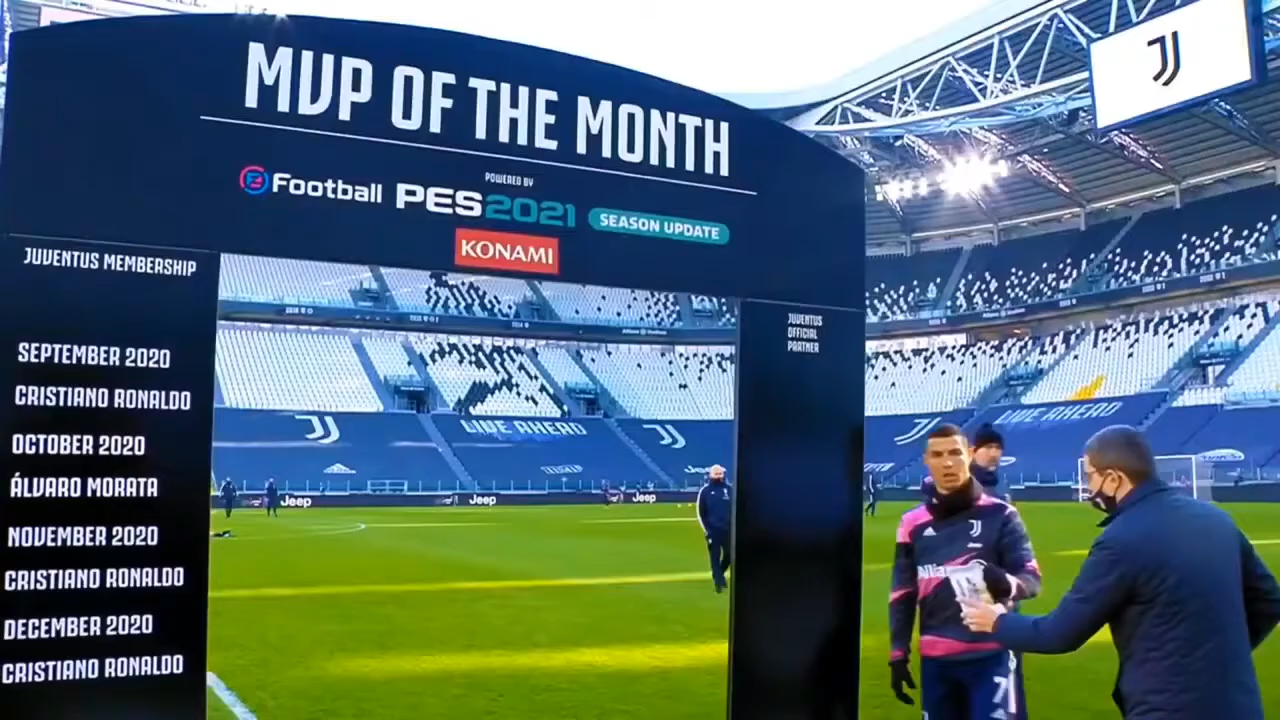 MVP OF THE MONTH
POWERED BY
eFootball PES2021 SEASON UPDATE
KONAMI
JUVENTUS MEMBERSHIP
SEPTEMBER 2020
CRISTIANO RONALDO
OCTOBER 2020
ÁLVARO MORATA
NOVEMBER 2020
CRISTIANO RONALDO
DECEMBER 2020
CRISTIANO RONALDO
JUVENTUS
OFFICIAL
PARTNER
LIVE AHEAD
LIVE AHEAD
Jeep
Jeep
Jeep
Allianz
7